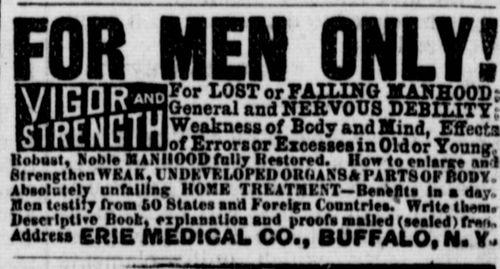 FOR MEN ONLY!
VIGOR AND STRENGTH
For LOST or FAILING MANHOOD;
General and NERVOUS DEBILITY;
Weakness of Body and Mind, Effects
of Errors or Excesses in Old or Young.
Robust, Noble MANHOOD fully Restored. How to enlarge and
Strengthen WEAK, UNDEVELOPED ORGANS & PARTS OF BODY.
Absolutely unfailing HOME TREATMENT—Benefits in a day.
Men testify from 50 States and Foreign Countries. Write them.
Descriptive Book, explanation and proofs mailed (sealed) free.
Address ERIE MEDICAL CO., BUFFALO, N. Y.